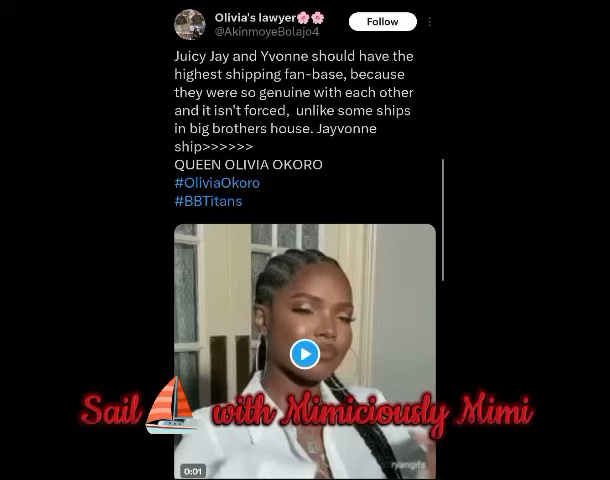 Olivia's lawyer🌸🌸
@AkinmoyeBolajo4
Follow
Juicy Jay and Yvonne should have the
highest shipping fan-base, because
they were so genuine with each other
and it isn't forced, unlike some ships
in big brothers house. Jayvonne
ship>>>>>>
QUEEN OLIVIA OKORO
#OliviaOkoro
#BBTitans
Sail with Mimiciously Mimi
ryangifs
0:01